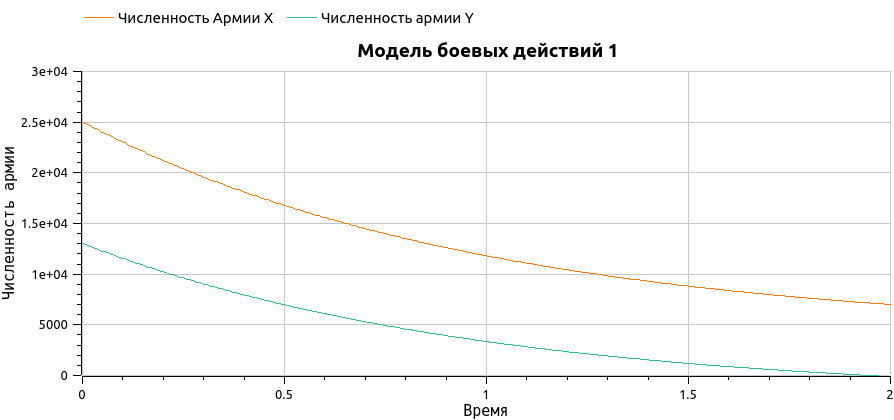 Численность Армии X Численность армии Y
Модель боевых действий 1
3e+04
2.5e+04
2e+04
1.5e+04
1e+04
5000
0
Численность армии
0 0.5 1 1.5 2
Время